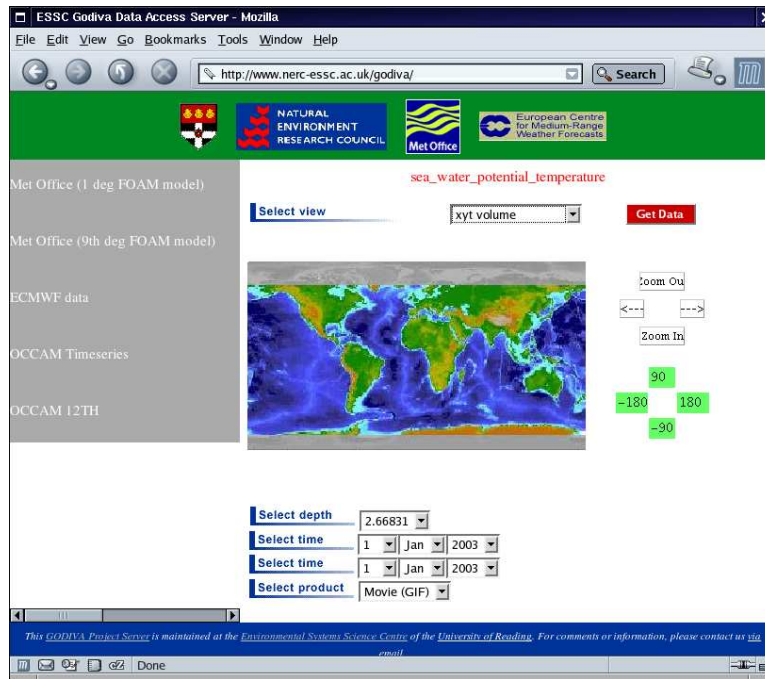 ESSC Godiva Data Access Server - Mozilla
File Edit View Go Bookmarks Tools Window Help
http://www.nerc-essc.ac.uk/godiva/ Search
NATURAL
ENVIRONMENT
RESEARCH COUNCIL
Met Office
European Centre
for Medium-Range
Weather Forecasts
Met Office (1 deg FOAM model)
Met Office (9th deg FOAM model)
ECMWF data
OCCAM Timeseries
OCCAM 12TH
sea_water_potential_temperature
Select view xyt volume Get Data
Zoom Ou
<--- --->
Zoom In
90
-180 180
-90
Select depth 2.66831
Select time 1 Jan 2003
Select time 1 Jan 2003
Select product Movie (GIF)
This GODIVA Project Server is maintained at the Environmental Systems Science Centre of the University of Reading. For comments or information, please contact us via
email
Done